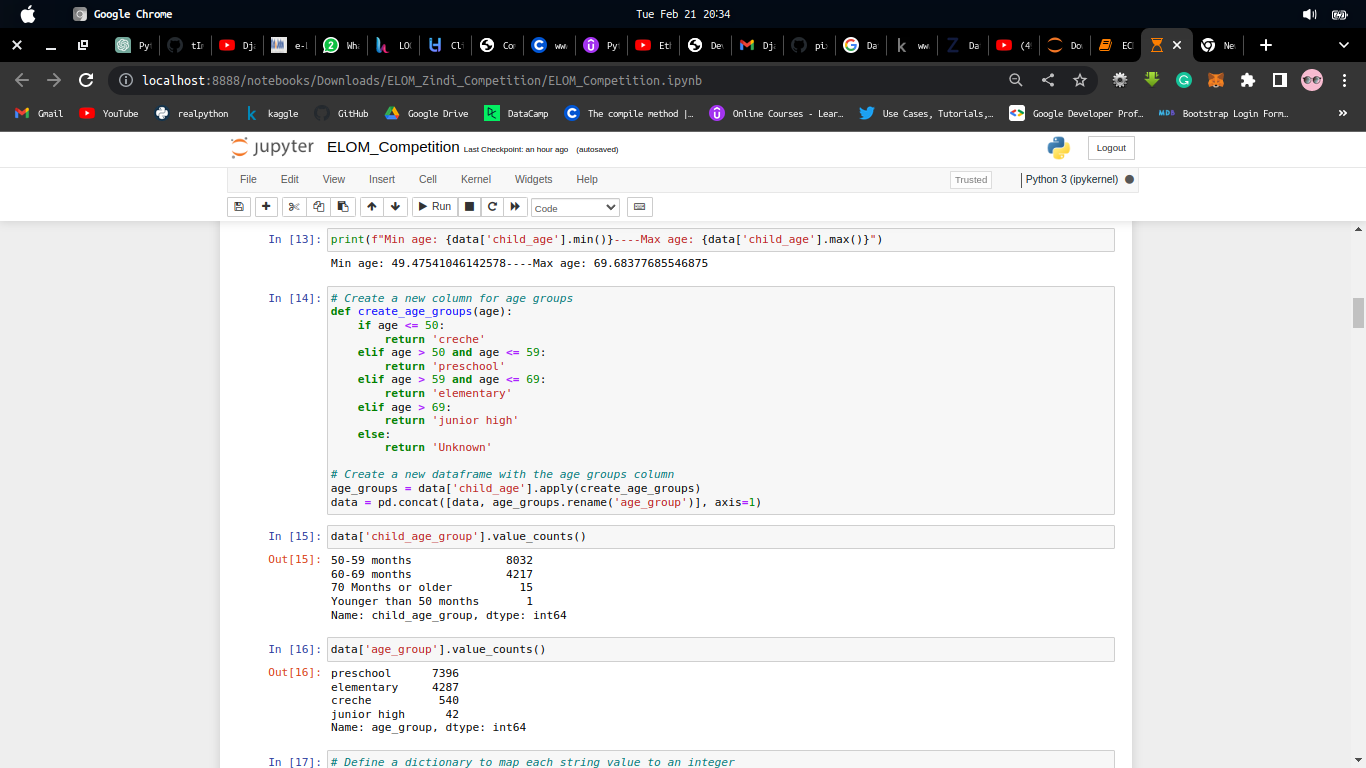 Google Chrome
Tue Feb 21 20:34
Py
tIn
Dj
e-l
Wh
LO
Cl
Co
ww
Py
Et
De
Dj
pi
Da
ww
Da
(4
Do
EC
Ne
localhost:8888/notebooks/Downloads/ELOM_Zindi_Competition/ELOM_Competition.ipynb
Gmail
YouTube
realpython
kaggle
GitHub
Google Drive
DataCamp
The compile method |…
Online Courses - Lear…
Use Cases, Tutorials,…
Google Developer Prof…
Bootstrap Login Form…
jupyter ELOM_Competition Last Checkpoint: an hour ago (autosaved)
Logout
File Edit View Insert Cell Kernel Widgets Help
Trusted
Python 3 (ipykernel)
Run
Code
In [13]: print(f"Min age: {data['child_age'].min()}----Max age: {data['child_age'].max()}")
Min age: 49.47541046142578----Max age: 69.68377685546875
In [14]: # Create a new column for age groups
def create_age_groups(age):
    if age <= 50:
        return 'creche'
    elif age > 50 and age <= 59:
        return 'preschool'
    elif age > 59 and age <= 69:
        return 'elementary'
    elif age > 69:
        return 'junior high'
    else:
        return 'Unknown'
# Create a new dataframe with the age groups column
age_groups = data['child_age'].apply(create_age_groups)
data = pd.concat([data, age_groups.rename('age_group')], axis=1)
In [15]: data['child_age_group'].value_counts()
Out[15]: 50-59 months 8032
60-69 months 4217
70 Months or older 15
Younger than 50 months 1
Name: child_age_group, dtype: int64
In [16]: data['age_group'].value_counts()
Out[16]: preschool 7396
elementary 4287
creche 540
junior high 42
Name: age_group, dtype: int64
In [17]: # Define a dictionary to map each string value to an integer